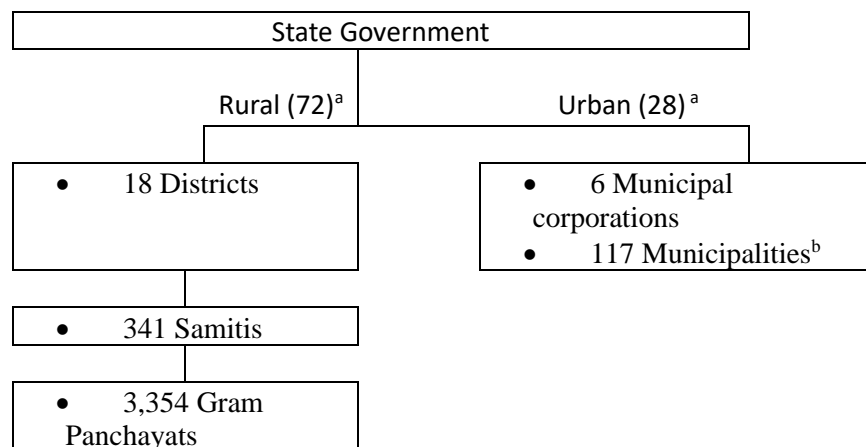 State Government
Rural (72)ᵃ
Urban (28) ᵃ
• 18 Districts
• 6 Municipal
corporations
• 117 Municipalitiesᵇ
• 341 Samitis
• 3,354 Gram
Panchayats